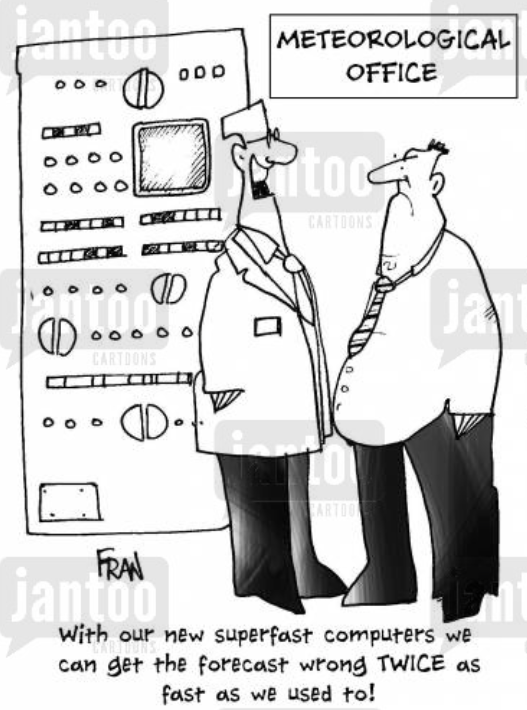 METEOROLOGICAL
OFFICE
jantoo
CARTOONS
FRAN
With our new superfast computers we
can get the forecast wrong TWICE as
fast as we used to!